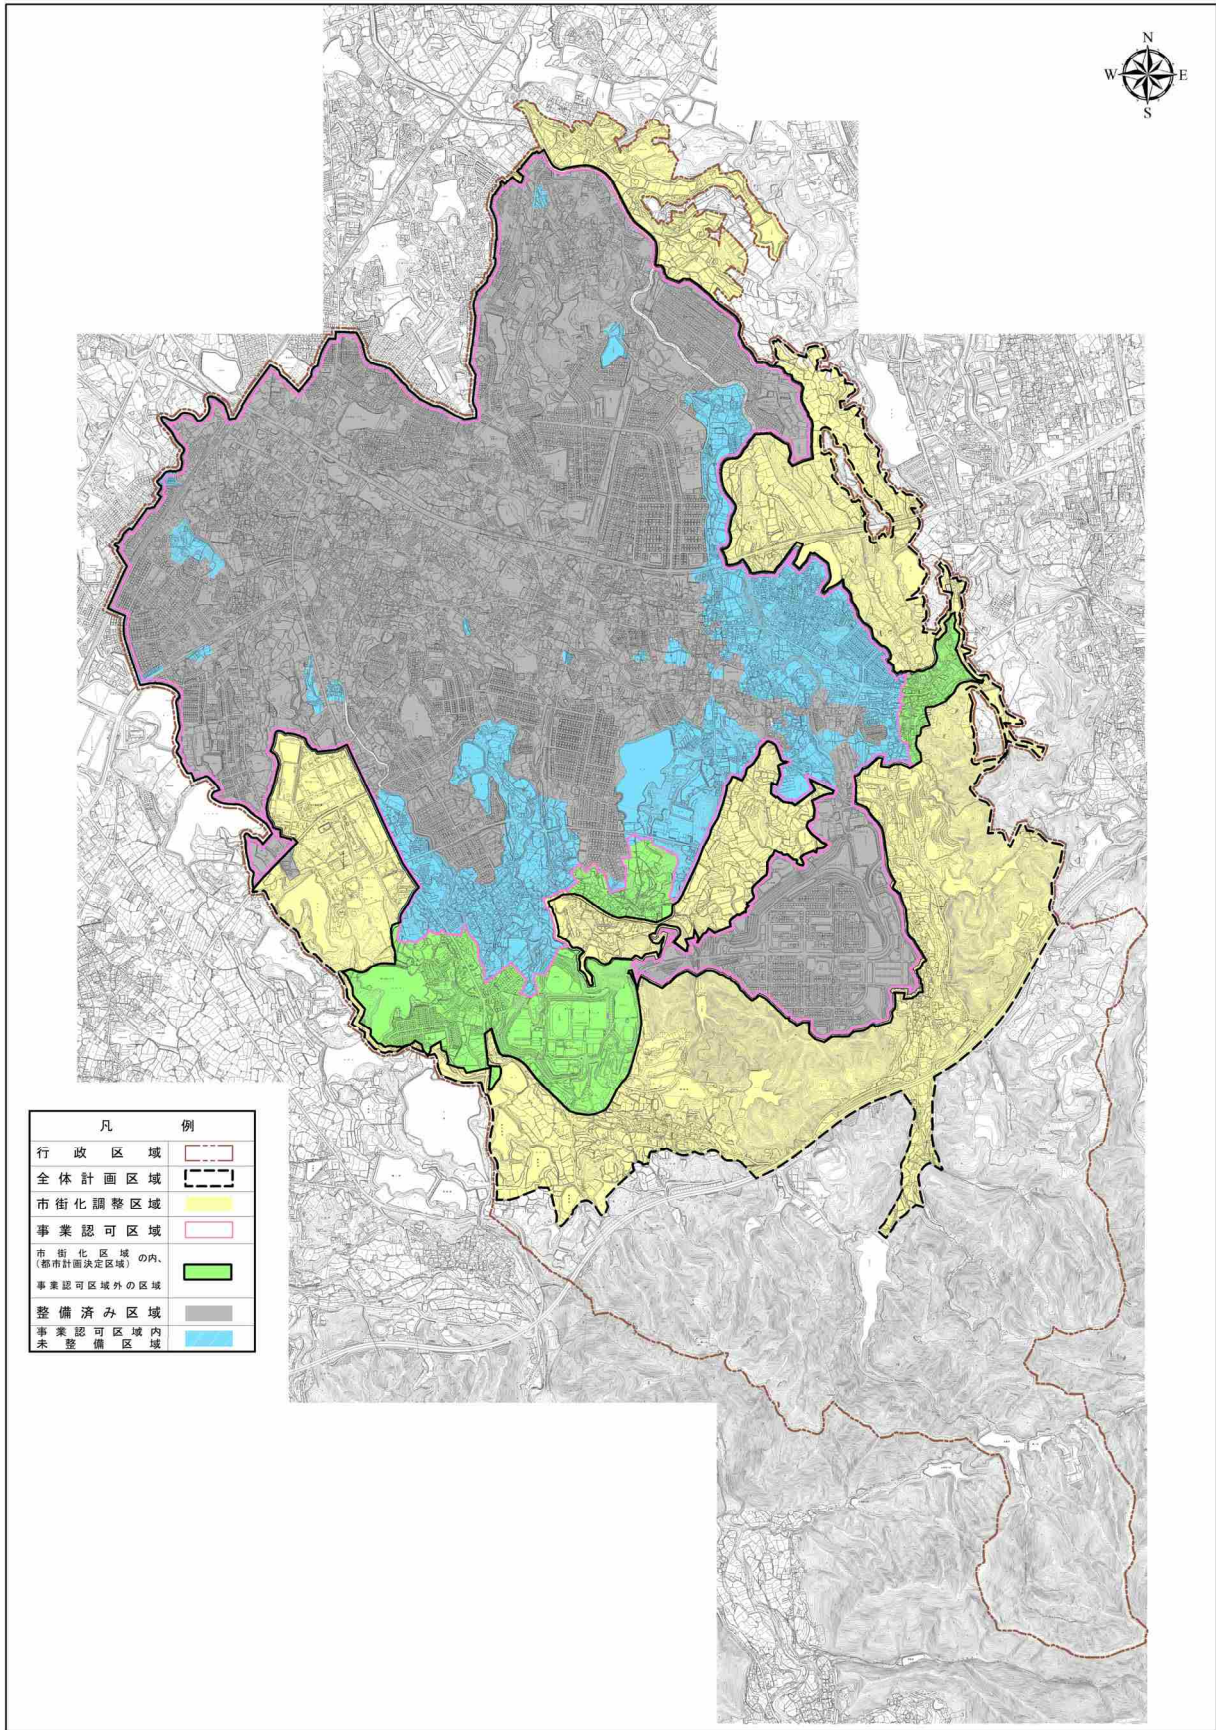 N
W E
S
凡 例
行政区域
全体計画区域
市街化調整区域
事業認可区域
市街化区域
(都市計画決定区域) の内、
事業認可区域外の区域
整備済み区域
事業認可区域内
未整備区域